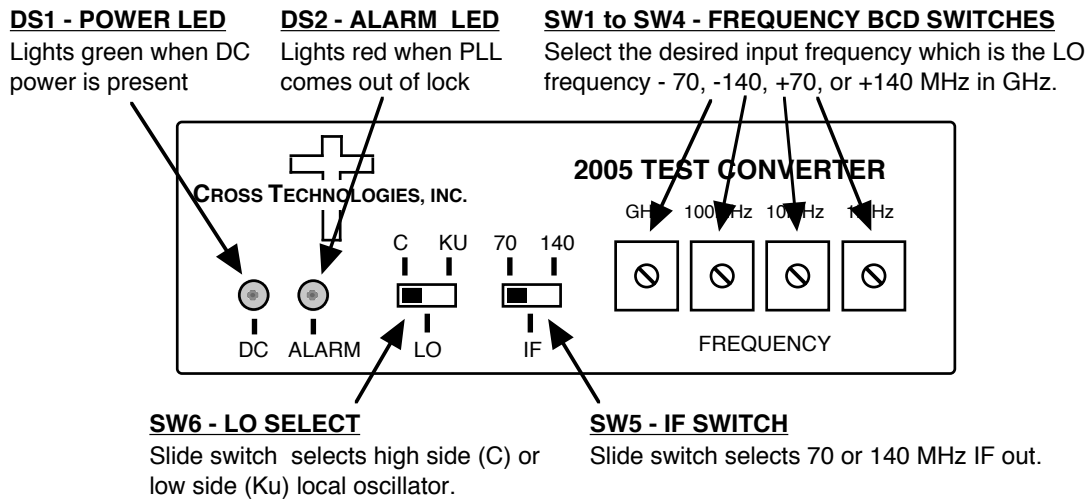 DS1 - POWER LED
Lights green when DC
power is present
DS2 - ALARM LED
Lights red when PLL
comes out of lock
SW1 to SW4 - FREQUENCY BCD SWITCHES
Select the desired input frequency which is the LO
frequency - 70, -140, +70, or +140 MHz in GHz.
CROSS TECHNOLOGIES, INC.
2005 TEST CONVERTER
GHz 100MHz 10MHz 1MHz
C KU 70 140
DC ALARM LO IF FREQUENCY
SW6 - LO SELECT
Slide switch selects high side (C) or
low side (Ku) local oscillator.
SW5 - IF SWITCH
Slide switch selects 70 or 140 MHz IF out.